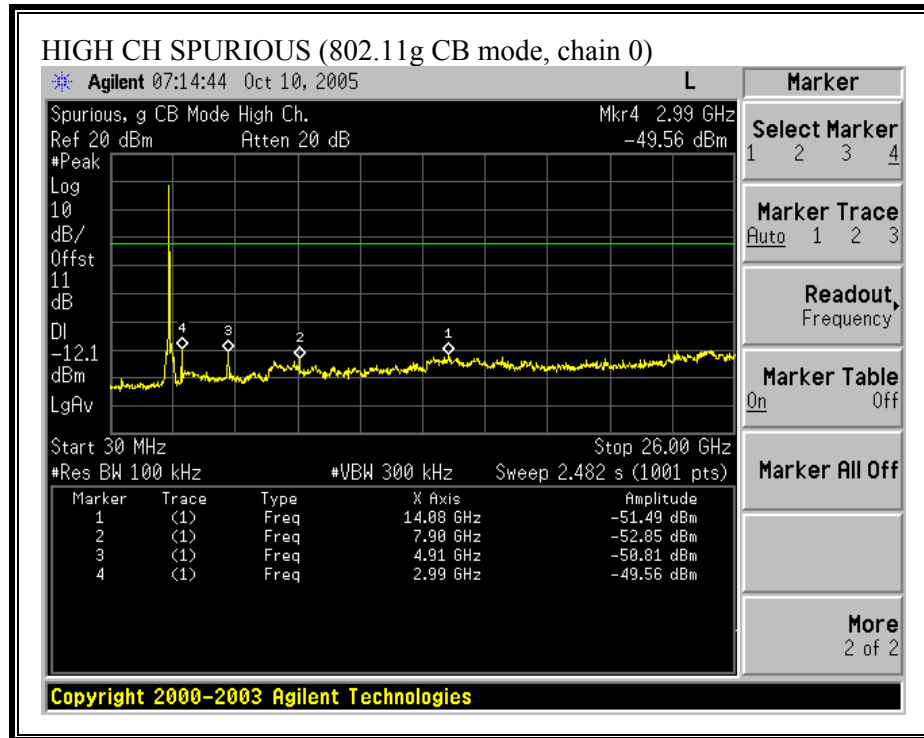 HIGH CH SPURIOUS (802.11g CB mode, chain 0)
Agilent 07:14:44 Oct 10, 2005 L
Spurious, g CB Mode High Ch. Mkr4 2.99 GHz
Ref 20 dBm Atten 20 dB -49.56 dBm
#Peak
Log
10
dB/
Offst
11
dB
DI
-12.1
dBm
LgAv
4 3 2 1
Start 30 MHz Stop 26.00 GHz
#Res BW 100 kHz #VBW 300 kHz Sweep 2.482 s (1001 pts)
Marker Trace Type X Axis Amplitude
1 (1) Freq 14.08 GHz -51.49 dBm
2 (1) Freq 7.90 GHz -52.85 dBm
3 (1) Freq 4.91 GHz -50.81 dBm
4 (1) Freq 2.99 GHz -49.56 dBm
Marker
Select Marker
1 2 3 4
Marker Trace
Auto 1 2 3
Readout
Frequency
Marker Table
On Off
Marker All Off
More
2 of 2
Copyright 2000-2003 Agilent Technologies